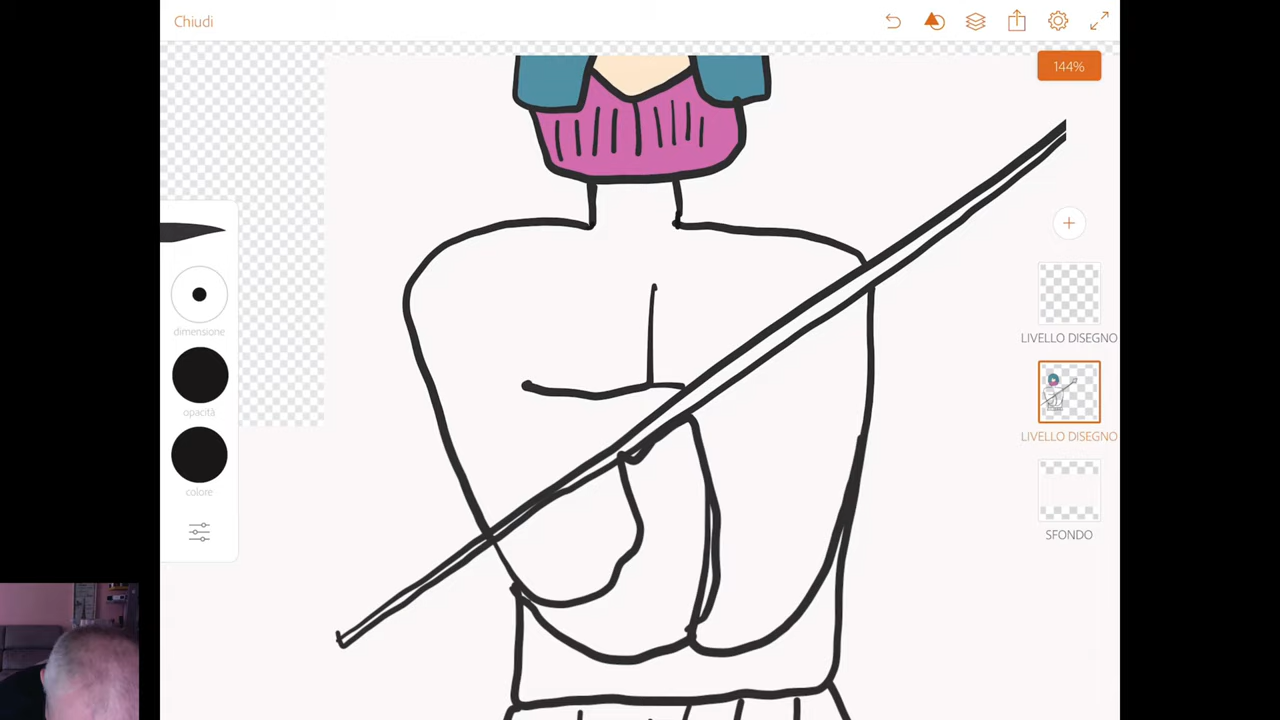 Chiudi
144%
dimensione
opacità
colore
LIVELLO DISEGNO
LIVELLO DISEGNO
SFONDO